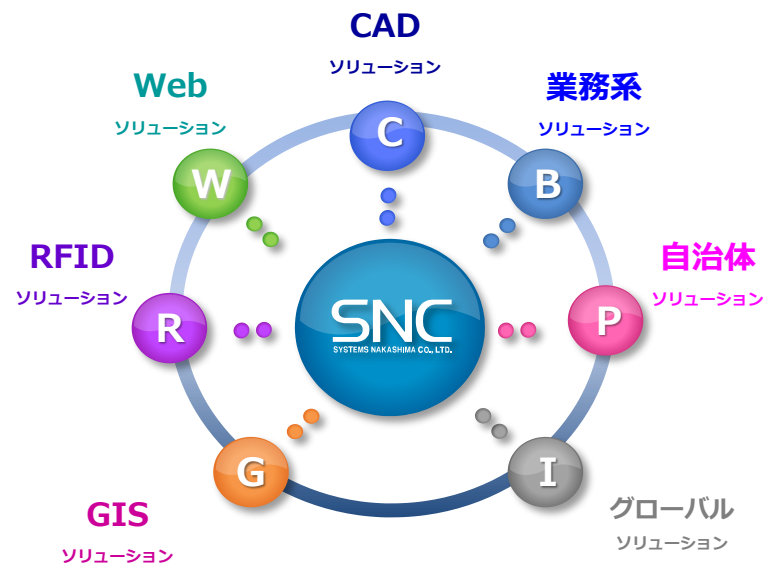 CAD
ソリューション
Web
ソリューション
業務系
ソリューション
C
W
B
RFID
ソリューション
自治体
ソリューション
R
SNC
SYSTEMS NAKASHIMA CO., LTD.
P
G
I
GIS
ソリューション
グローバル
ソリューション